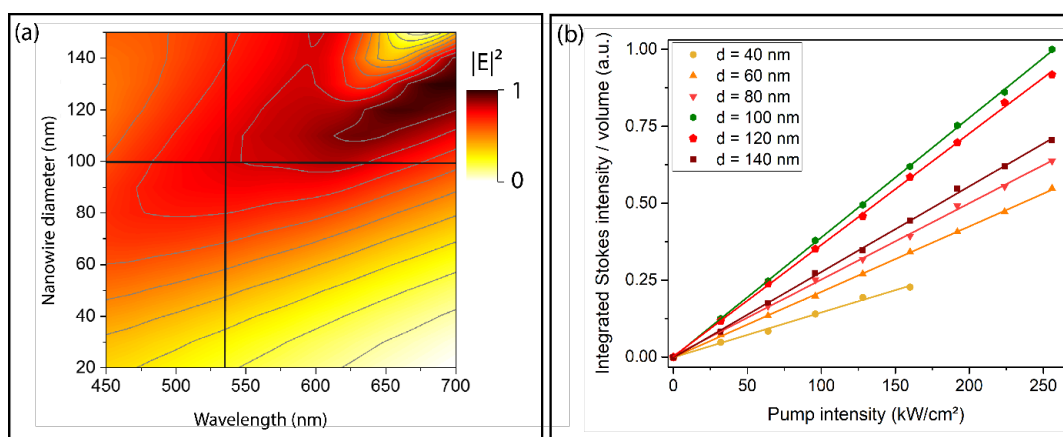 (a)
Nanowire diameter (nm)
140
120
100
80
60
40
20
450 500 550 600 650 700
Wavelength (nm)
|E|²
1
0
(b)
Integrated Stokes intensity / volume (a.u.)
1.00
0.75
0.50
0.25
0.00
d = 40 nm
d = 60 nm
d = 80 nm
d = 100 nm
d = 120 nm
d = 140 nm
0 50 100 150 200 250
Pump intensity (kW/cm²)